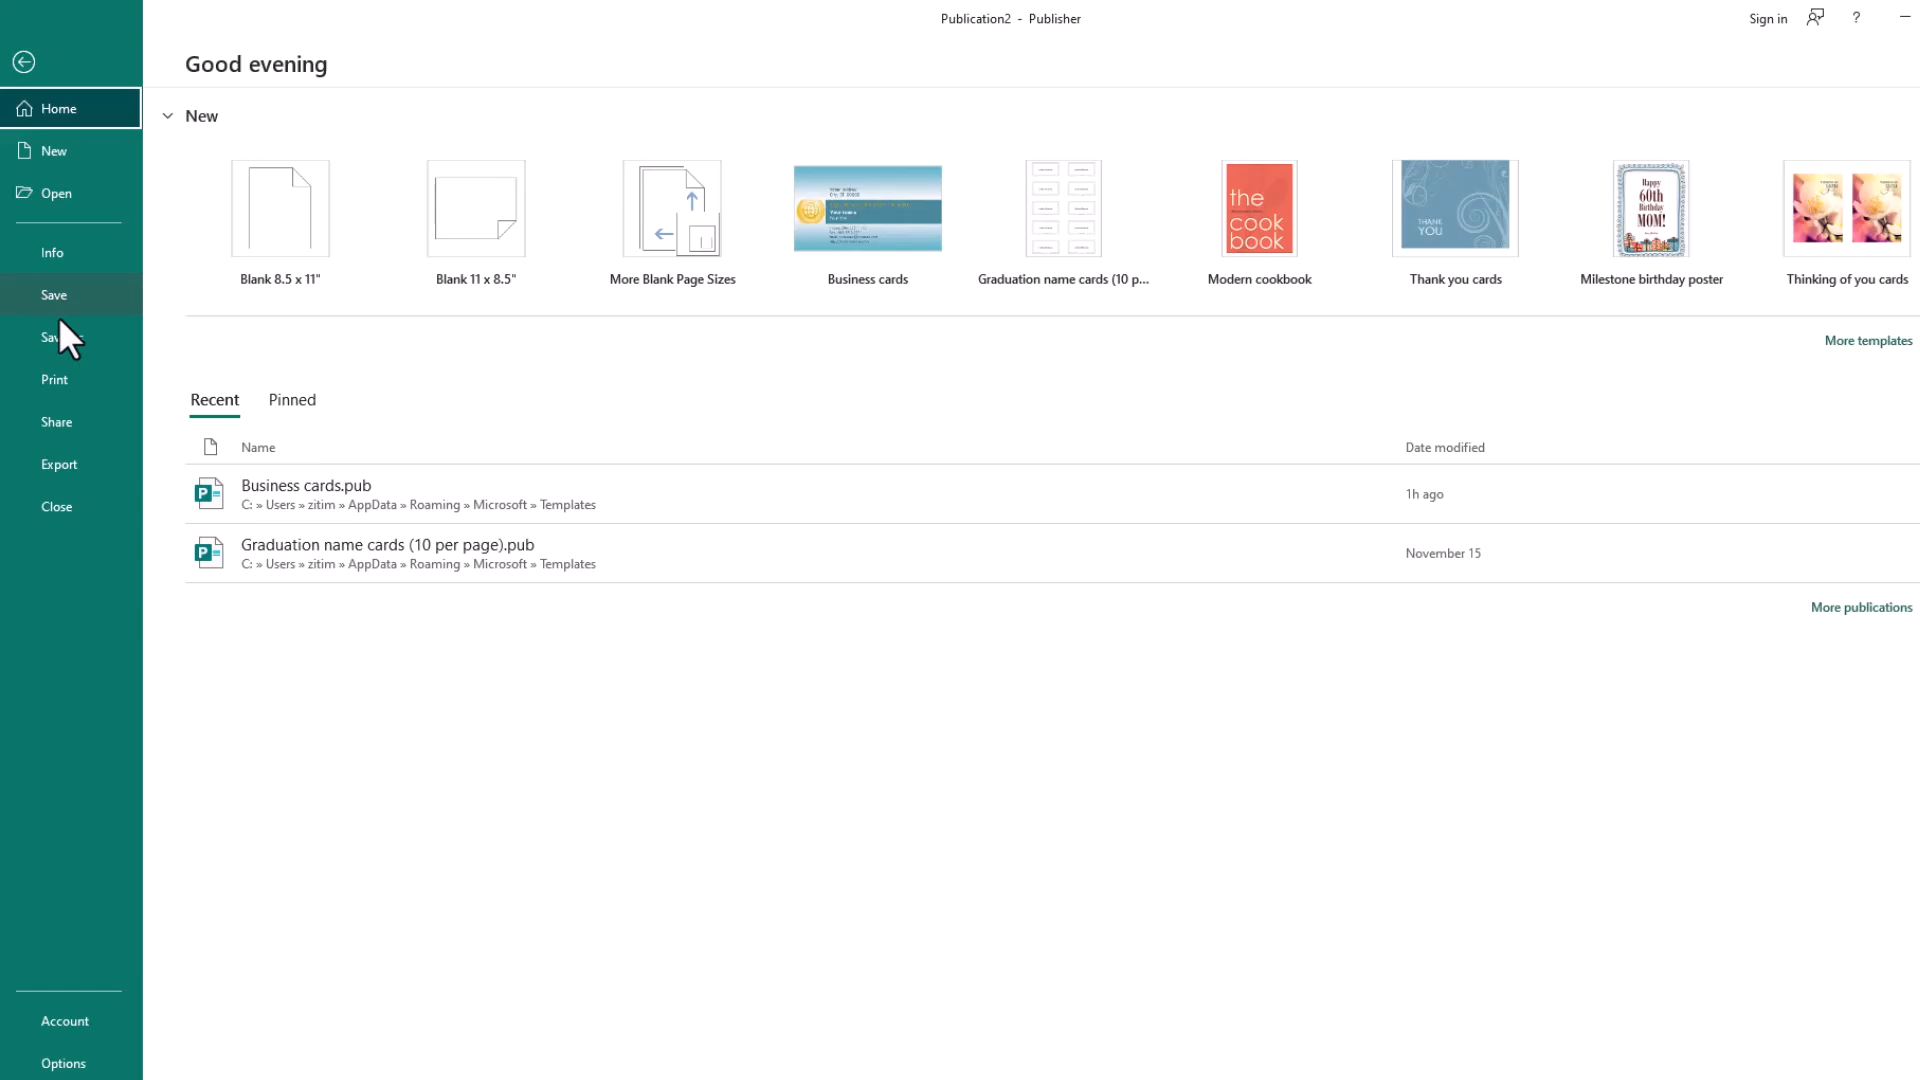 Publication2 - Publisher
Sign in
?
Good evening
Home
New
Open
Info
Save
Print
Share
Export
Close
Account
Options
New
Blank 8.5 x 11"
Blank 11 x 8.5"
More Blank Page Sizes
Business cards
Graduation name cards (10 p...
the
cook
book
Modern cookbook
THANK
YOU
Thank you cards
Happy
60th
Birthday
MOM!
Milestone birthday poster
Thinking of you cards
More templates
Recent
Pinned
Name
Date modified
Business cards.pub
C: » Users » zitim » AppData » Roaming » Microsoft » Templates
1h ago
Graduation name cards (10 per page).pub
C: » Users » zitim » AppData » Roaming » Microsoft » Templates
November 15
More publications